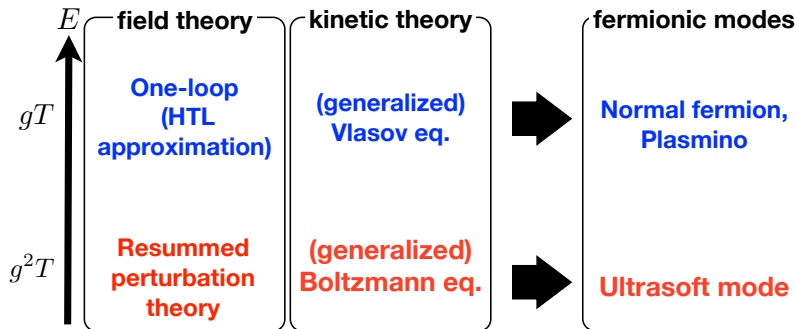 E
field theory
kinetic theory
fermionic modes
gT
One-loop
(HTL
approximation)
(generalized)
Vlasov eq.
Normal fermion,
Plasmino
g²T
Resummed
perturbation
theory
(generalized)
Boltzmann eq.
Ultrasoft mode